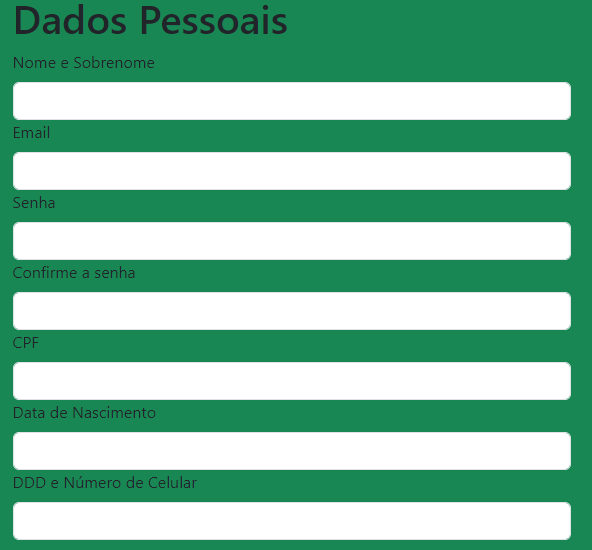 Dados Pessoais
Nome e Sobrenome
Email
Senha
Confirme a senha
CPF
Data de Nascimento
DDD e Número de Celular